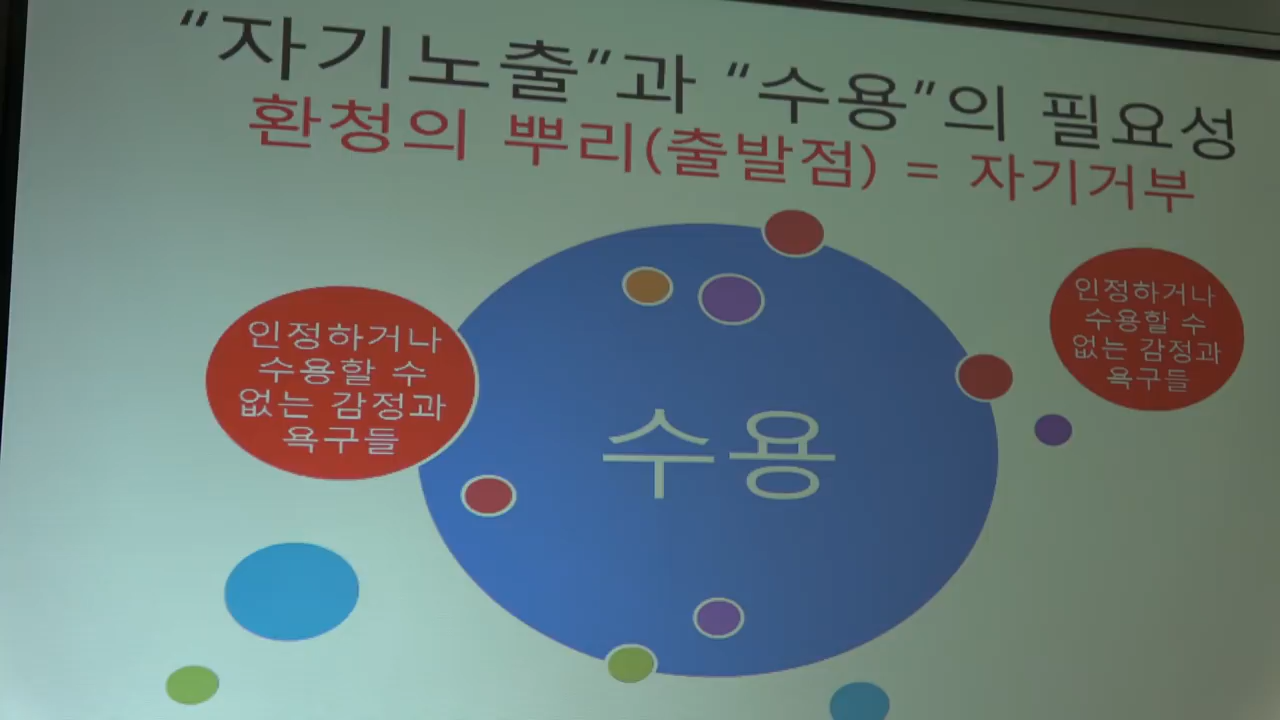 “자기노출”과 “수용”의 필요성
환청의 뿌리(출발점) = 자기거부
인정하거나
수용할 수
없는 감정과
욕구들
수용
인정하거나
수용할 수
없는 감정과
욕구들